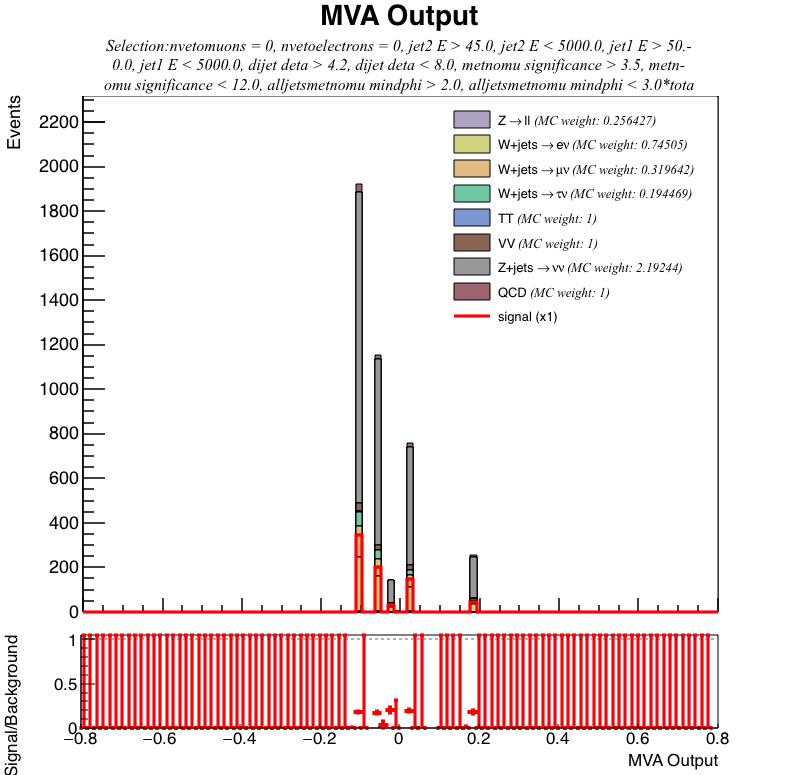 MVA Output
Selection:nvetomuons = 0, nvetoelectrons = 0, jet2 E > 45.0, jet2 E < 5000.0, jet1 E > 50.-
0.0, jet1 E < 5000.0, dijet deta > 4.2, dijet deta < 8.0, metnomu significance > 3.5, metn-
omu significance < 12.0, alljetsmetnomu mindphi > 2.0, alljetsmetnomu mindphi < 3.0*tota
Events
2200
2000
1800
1600
1400
1200
1000
800
600
400
200
0
Z→ll (MC weight: 0.256427)
W+jets→eν (MC weight: 0.74505)
W+jets→μν (MC weight: 0.319642)
W+jets→τν (MC weight: 0.194469)
TT (MC weight: 1)
VV (MC weight: 1)
Z+jets→νν (MC weight: 2.19244)
QCD (MC weight: 1)
signal (x1)
Signal/Background
1
0.5
0
−0.8 −0.6 −0.4 −0.2 0 0.2 0.4 0.6 0.8
MVA Output